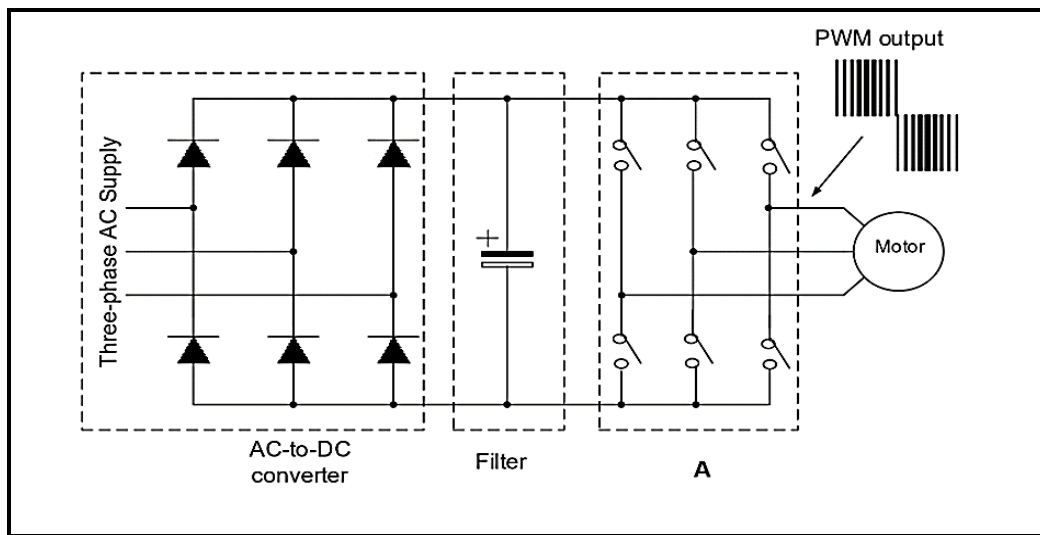 PWM output
Three-phase AC Supply
+
Motor
AC-to-DC
converter
Filter
A